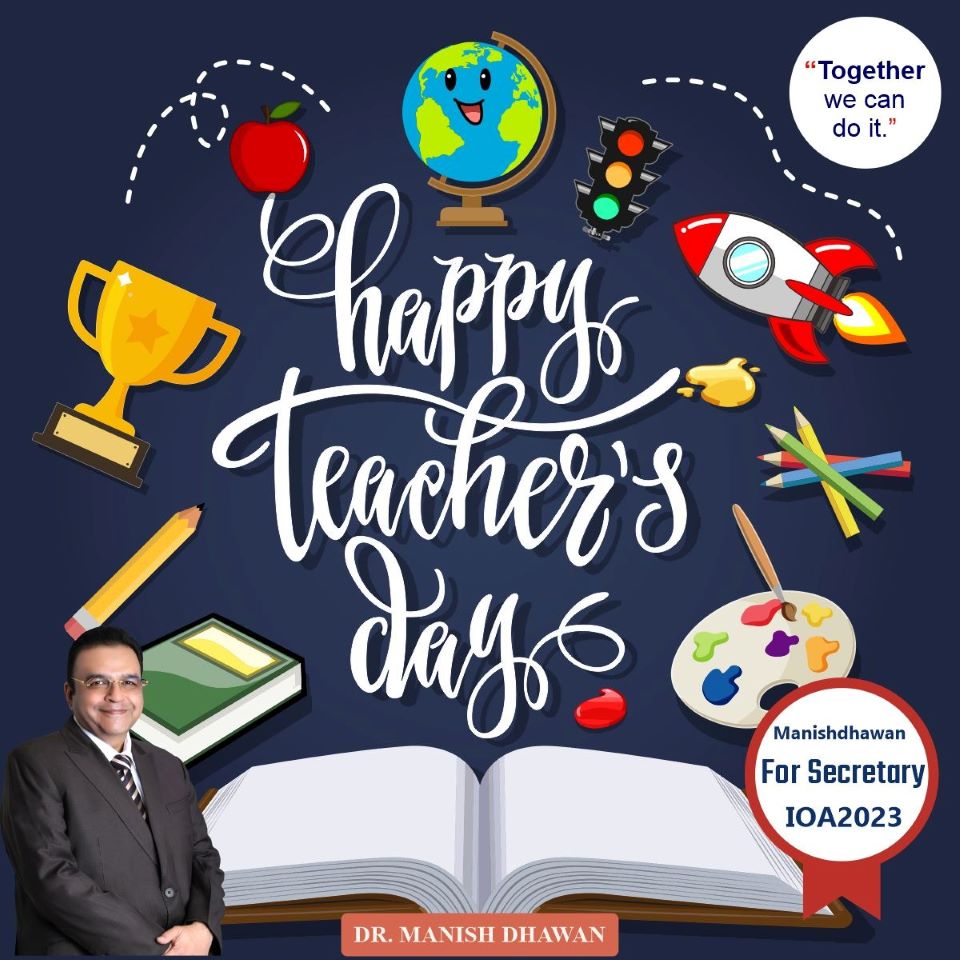 “Together
we can
do it.”
happy
teacher's
day
Manishdhawan
For Secretary
IOA2023
DR. MANISH DHAWAN